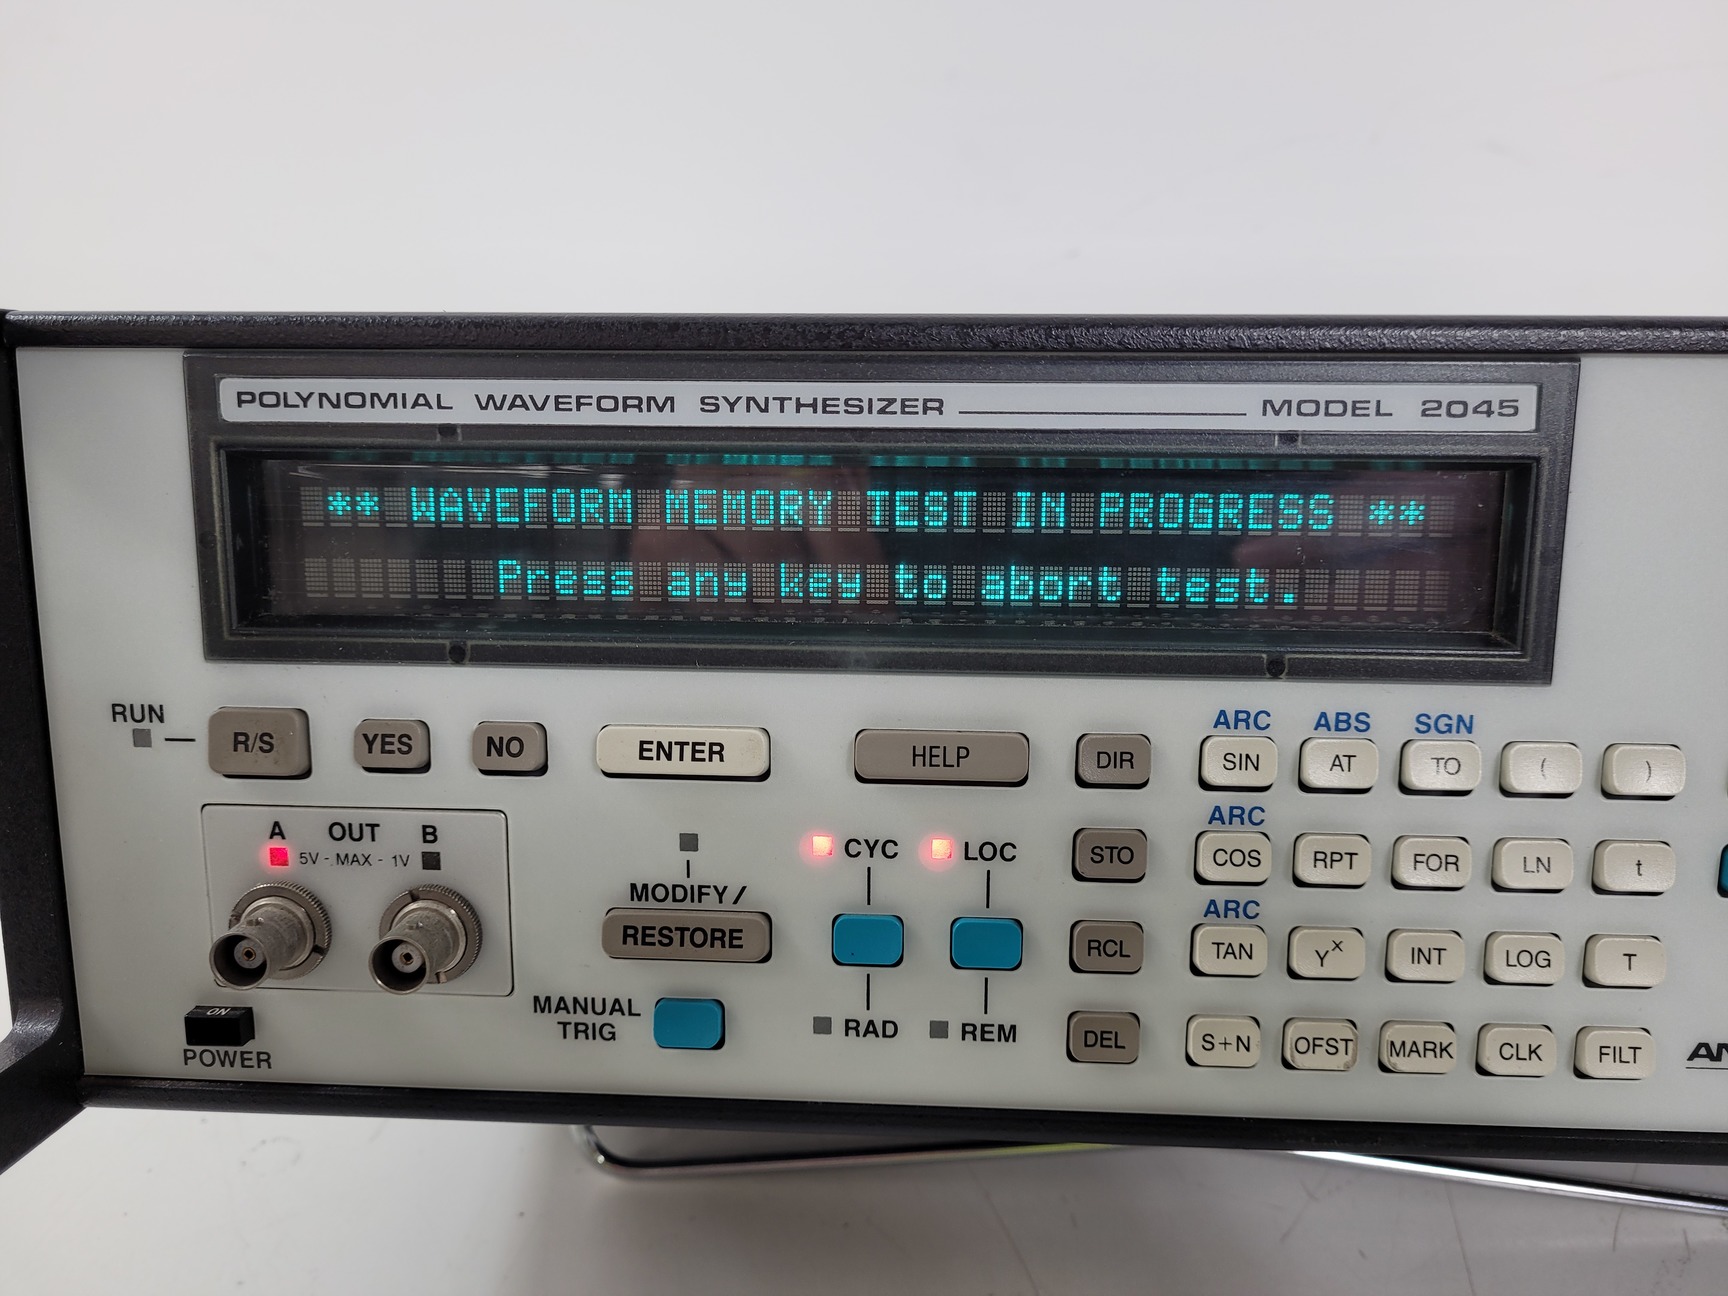 POLYNOMIAL WAVEFORM SYNTHESIZER MODEL 2045
** WAVEFORM MEMORY TEST IN PROGRESS **
Press any key to abort test.
RUN
R/S YES NO ENTER HELP DIR
ARC ABS SGN
SIN AT TO ( )
A OUT B
5V - MAX - 1V
CYC LOC
STO
ARC
COS RPT FOR LN t
MODIFY/
RESTORE
RCL
ARC
TAN Yˣ INT LOG T
ON
POWER
MANUAL
TRIG
RAD REM
DEL
S+N OFST MARK CLK FILT